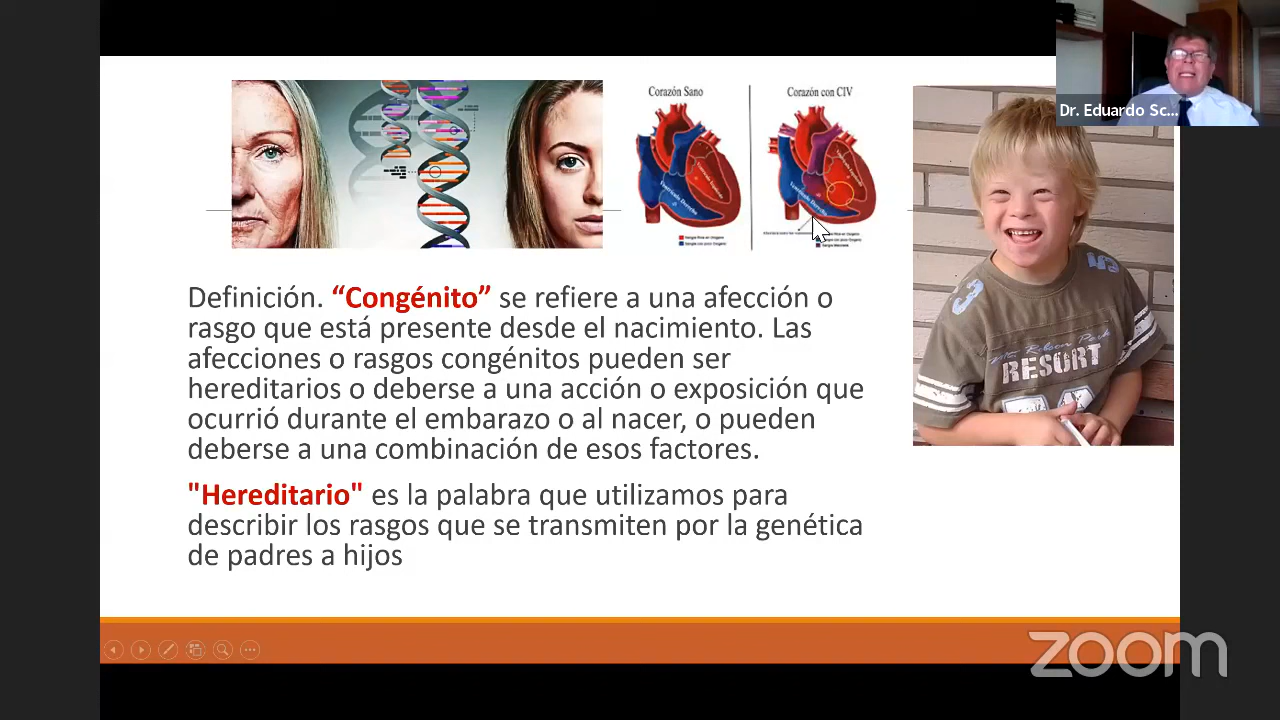 Corazón Sano
Corazón con CIV
Dr. Eduardo Sc...
Definición. “Congénito” se refiere a una afección o
rasgo que está presente desde el nacimiento. Las
afecciones o rasgos congénitos pueden ser
hereditarios o deberse a una acción o exposición que
ocurrió durante el embarazo o al nacer, o pueden
deberse a una combinación de esos factores.
"Hereditario" es la palabra que utilizamos para
describir los rasgos que se transmiten por la genética
de padres a hijos
RESORT
zoom